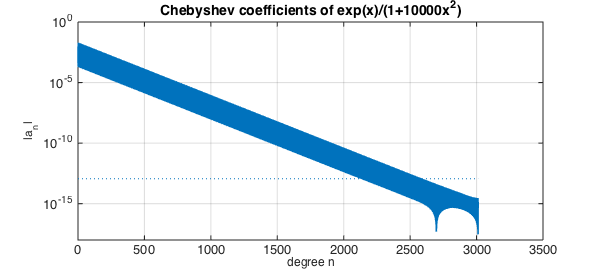 Chebyshev coefficients of exp(x)/(1+10000x²)
10⁰
10⁻⁵
10⁻¹⁰
10⁻¹⁵
|aₙ|
0 500 1000 1500 2000 2500 3000 3500
degree n